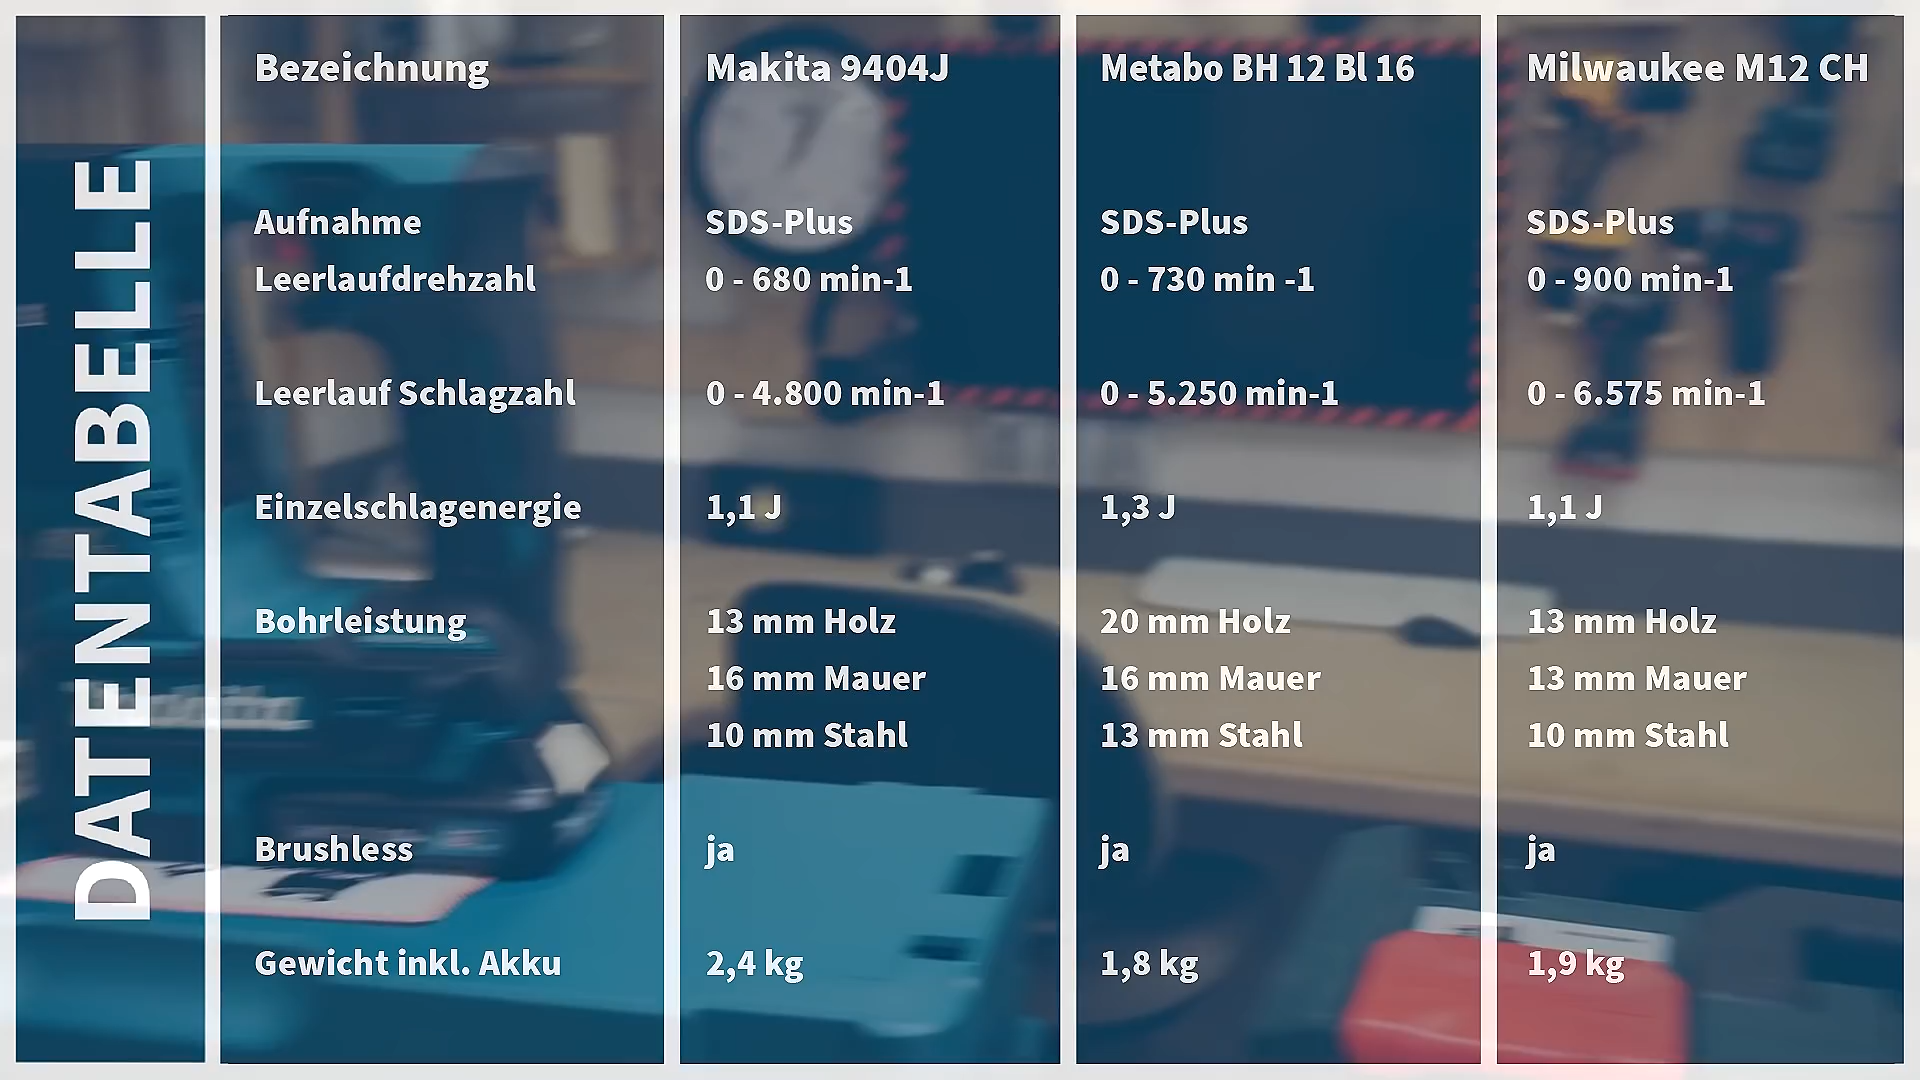 DATENTABELLE
Bezeichnung Makita 9404J Metabo BH 12 Bl 16 Milwaukee M12 CH
Aufnahme SDS-Plus SDS-Plus SDS-Plus
Leerlaufdrehzahl 0 - 680 min-1 0 - 730 min -1 0 - 900 min-1
Leerlauf Schlagzahl 0 - 4.800 min-1 0 - 5.250 min-1 0 - 6.575 min-1
Einzelschlagenergie 1,1 J 1,3 J 1,1 J
Bohrleistung 13 mm Holz 20 mm Holz 13 mm Holz
16 mm Mauer 16 mm Mauer 13 mm Mauer
10 mm Stahl 13 mm Stahl 10 mm Stahl
Brushless ja ja ja
Gewicht inkl. Akku 2,4 kg 1,8 kg 1,9 kg